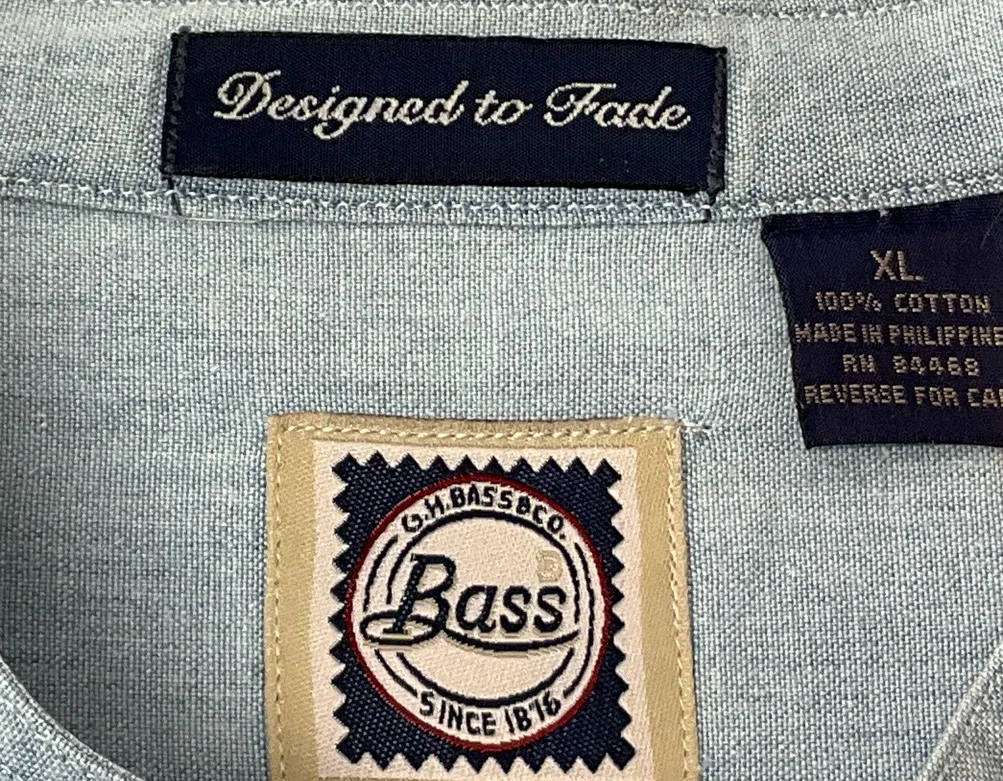 Designed to Fade
XL
100% COTTON
MADE IN PHILIPPINE
RN 84468
REVERSE FOR CA
G.H.BASS&CO.
Bass
SINCE 1876